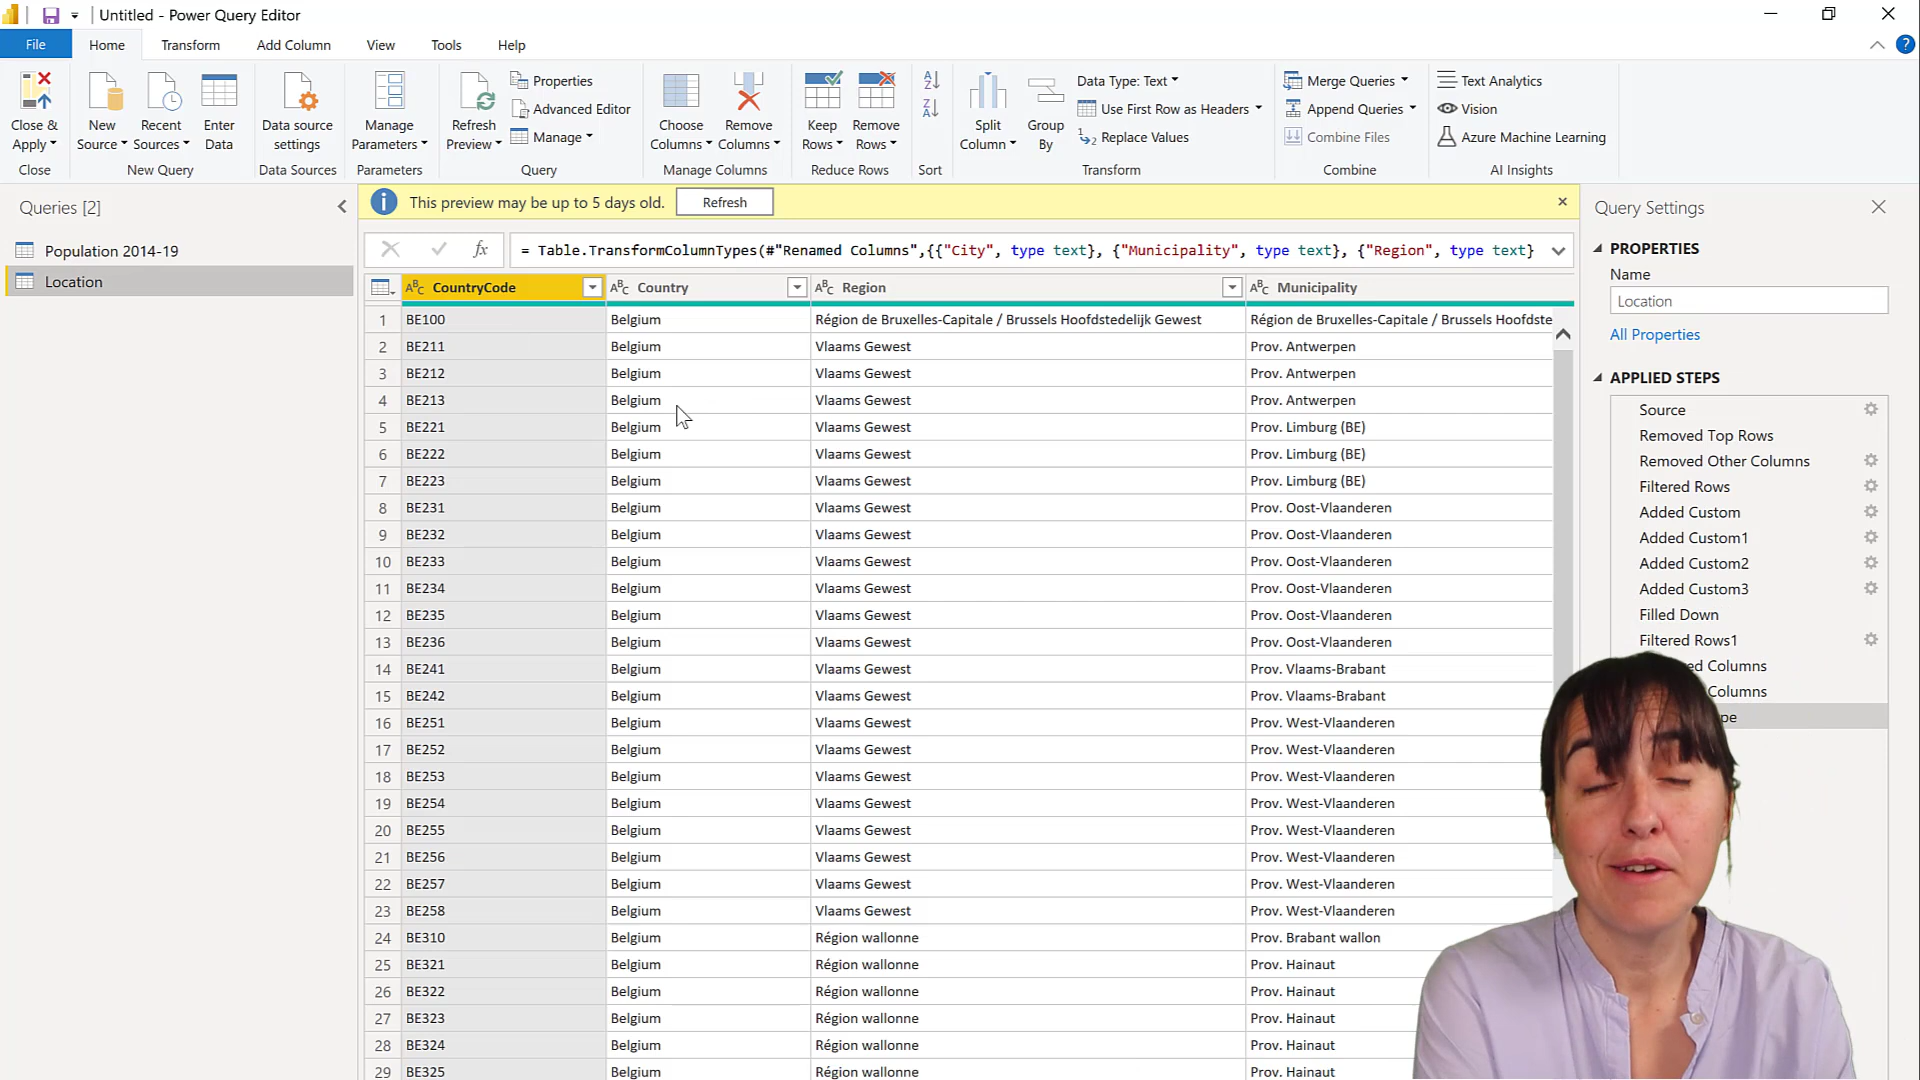 Untitled - Power Query Editor
File Home Transform Add Column View Tools Help
Close & Apply
Close
New Source
Recent Sources
Enter Data
New Query
Data source settings
Data Sources
Manage Parameters
Parameters
Refresh Preview
Properties
Advanced Editor
Manage
Query
Choose Columns
Remove Columns
Manage Columns
Keep Rows
Remove Rows
Reduce Rows
Sort
Split Column
Group By
Data Type: Text
Use First Row as Headers
Replace Values
Transform
Merge Queries
Append Queries
Combine Files
Combine
Text Analytics
Vision
Azure Machine Learning
AI Insights
Queries [2]
Population 2014-19
Location
This preview may be up to 5 days old. Refresh
fx = Table.TransformColumnTypes(#"Renamed Columns",{{"City", type text}, {"Municipality", type text}, {"Region", type text}
CountryCode Country Region Municipality
1 BE100 Belgium Région de Bruxelles-Capitale / Brussels Hoofdstedelijk Gewest Région de Bruxelles-Capitale / Brussels Hoofdste
2 BE211 Belgium Vlaams Gewest Prov. Antwerpen
3 BE212 Belgium Vlaams Gewest Prov. Antwerpen
4 BE213 Belgium Vlaams Gewest Prov. Antwerpen
5 BE221 Belgium Vlaams Gewest Prov. Limburg (BE)
6 BE222 Belgium Vlaams Gewest Prov. Limburg (BE)
7 BE223 Belgium Vlaams Gewest Prov. Limburg (BE)
8 BE231 Belgium Vlaams Gewest Prov. Oost-Vlaanderen
9 BE232 Belgium Vlaams Gewest Prov. Oost-Vlaanderen
10 BE233 Belgium Vlaams Gewest Prov. Oost-Vlaanderen
11 BE234 Belgium Vlaams Gewest Prov. Oost-Vlaanderen
12 BE235 Belgium Vlaams Gewest Prov. Oost-Vlaanderen
13 BE236 Belgium Vlaams Gewest Prov. Oost-Vlaanderen
14 BE241 Belgium Vlaams Gewest Prov. Vlaams-Brabant
15 BE242 Belgium Vlaams Gewest Prov. Vlaams-Brabant
16 BE251 Belgium Vlaams Gewest Prov. West-Vlaanderen
17 BE252 Belgium Vlaams Gewest Prov. West-Vlaanderen
18 BE253 Belgium Vlaams Gewest Prov. West-Vlaanderen
19 BE254 Belgium Vlaams Gewest Prov. West-Vlaanderen
20 BE255 Belgium Vlaams Gewest Prov. West-Vlaanderen
21 BE256 Belgium Vlaams Gewest Prov. West-Vlaanderen
22 BE257 Belgium Vlaams Gewest Prov. West-Vlaanderen
23 BE258 Belgium Vlaams Gewest Prov. West-Vlaanderen
24 BE310 Belgium Région wallonne Prov. Brabant wallon
25 BE321 Belgium Région wallonne Prov. Hainaut
26 BE322 Belgium Région wallonne Prov. Hainaut
27 BE323 Belgium Région wallonne Prov. Hainaut
28 BE324 Belgium Région wallonne Prov. Hainaut
29 BE325 Belgium Région wallonne Prov. Hainaut
Query Settings
PROPERTIES
Name
Location
All Properties
APPLIED STEPS
Source
Removed Top Rows
Removed Other Columns
Filtered Rows
Added Custom
Added Custom1
Added Custom2
Added Custom3
Filled Down
Filtered Rows1
ed Columns
Columns
pe